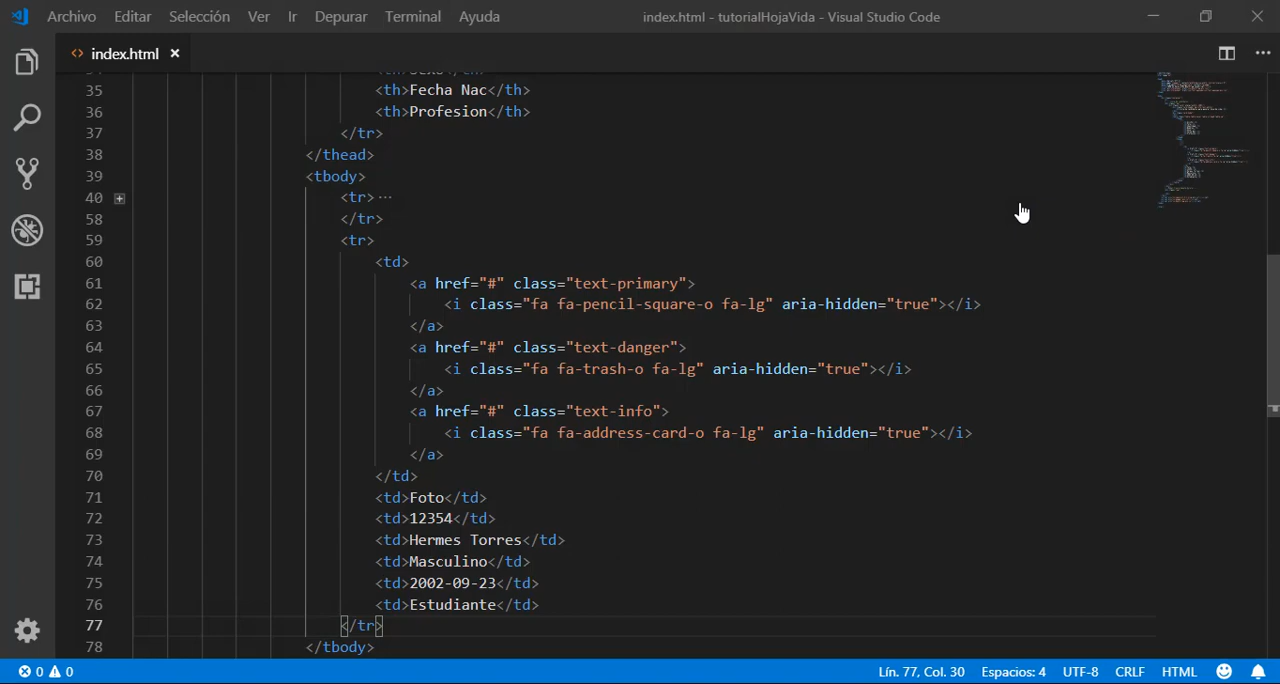 Archivo Editar Selección Ver Ir Depurar Terminal Ayuda index.html - tutorialHojaVida - Visual Studio Code
<> index.html ×
35 <th>Fecha Nac</th>
36 <th>Profesion</th>
37 </tr>
38 </thead>
39 <tbody>
40 <tr>···
58 </tr>
59 <tr>
60 <td>
61 <a href="#" class="text-primary">
62 <i class="fa fa-pencil-square-o fa-lg" aria-hidden="true"></i>
63 </a>
64 <a href="#" class="text-danger">
65 <i class="fa fa-trash-o fa-lg" aria-hidden="true"></i>
66 </a>
67 <a href="#" class="text-info">
68 <i class="fa fa-address-card-o fa-lg" aria-hidden="true"></i>
69 </a>
70 </td>
71 <td>Foto</td>
72 <td>12354</td>
73 <td>Hermes Torres</td>
74 <td>Masculino</td>
75 <td>2002-09-23</td>
76 <td>Estudiante</td>
77 </tr>
78 </tbody>
0 0 Lín. 77, Col. 30 Espacios: 4 UTF-8 CRLF HTML